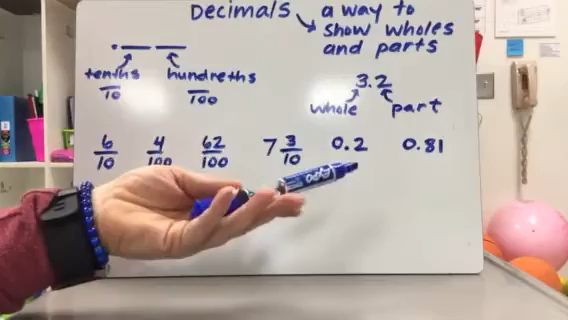 Decimals a way to
show wholes
and parts
. __ __
tenths hundreths
/10 /100
3.2
whole part
6/10 4/100 62/100 7 3/10 0.2 0.81
EXPO